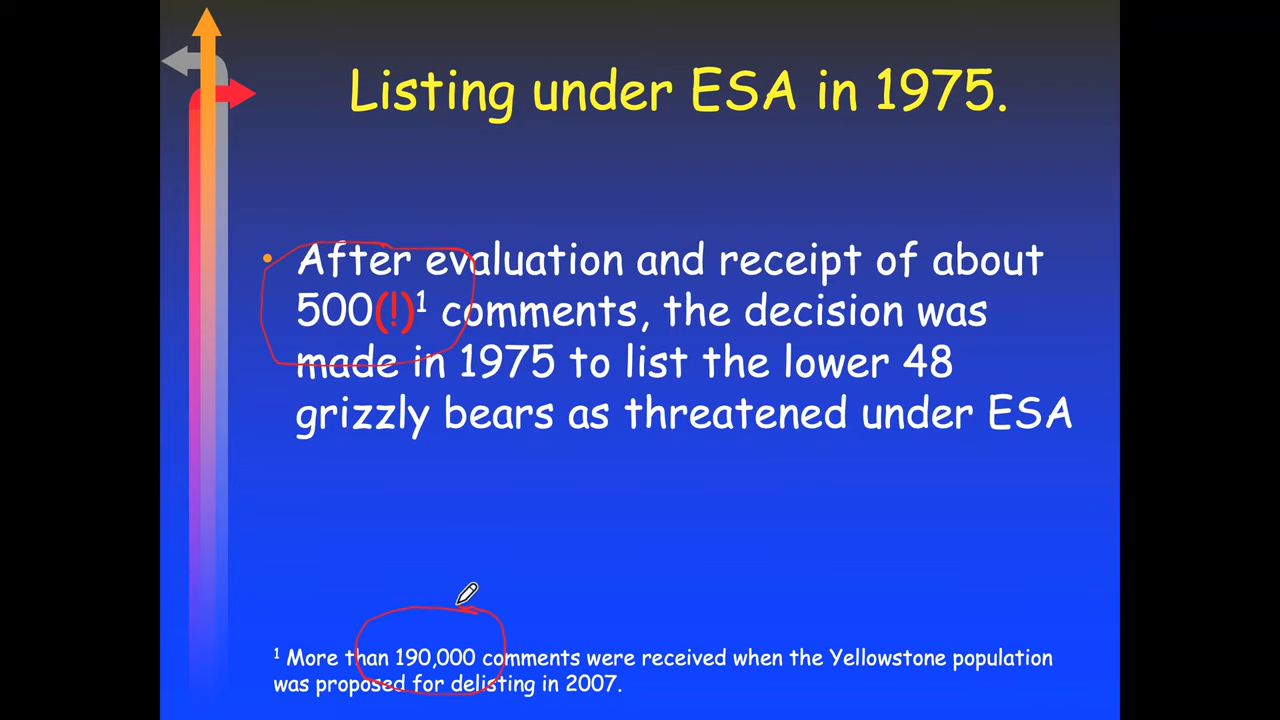 Listing under ESA in 1975.
• After evaluation and receipt of about
500(!)¹ comments, the decision was
made in 1975 to list the lower 48
grizzly bears as threatened under ESA
¹ More than 190,000 comments were received when the Yellowstone population
was proposed for delisting in 2007.